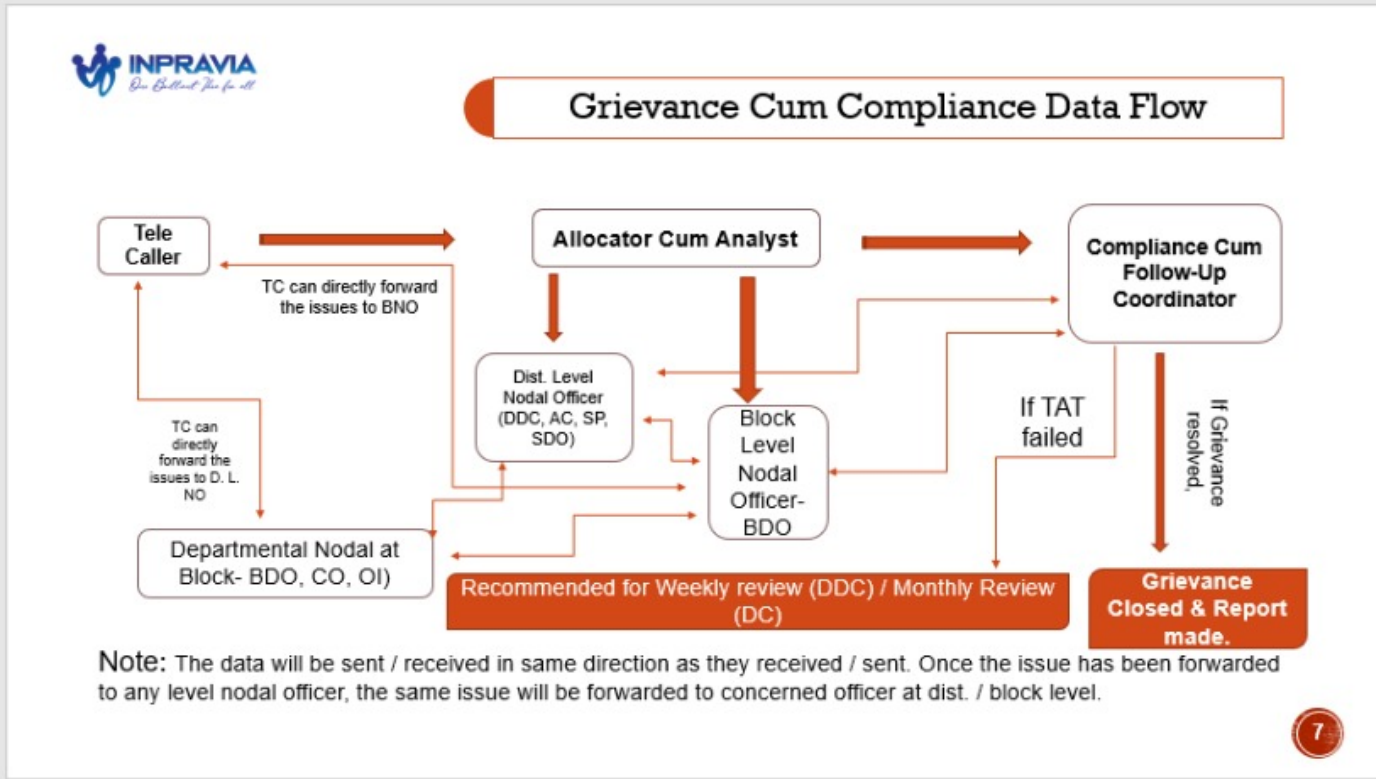 INPRAVIA
Grievance Cum Compliance Data Flow
Tele
Caller
Allocator Cum Analyst
Compliance Cum
Follow-Up
Coordinator
TC can directly forward
the issues to BNO
Dist. Level
Nodal Officer
(DDC, AC, SP,
SDO)
Block
Level
Nodal
Officer-
BDO
If TAT
failed
If Grievance
resolved,
TC can
directly
forward the
issues to D. L.
NO
Departmental Nodal at
Block- BDO, CO, OI)
Recommended for Weekly review (DDC) / Monthly Review
(DC)
Grievance
Closed & Report
made.
Note: The data will be sent / received in same direction as they received / sent. Once the issue has been forwarded
to any level nodal officer, the same issue will be forwarded to concerned officer at dist. / block level.
7